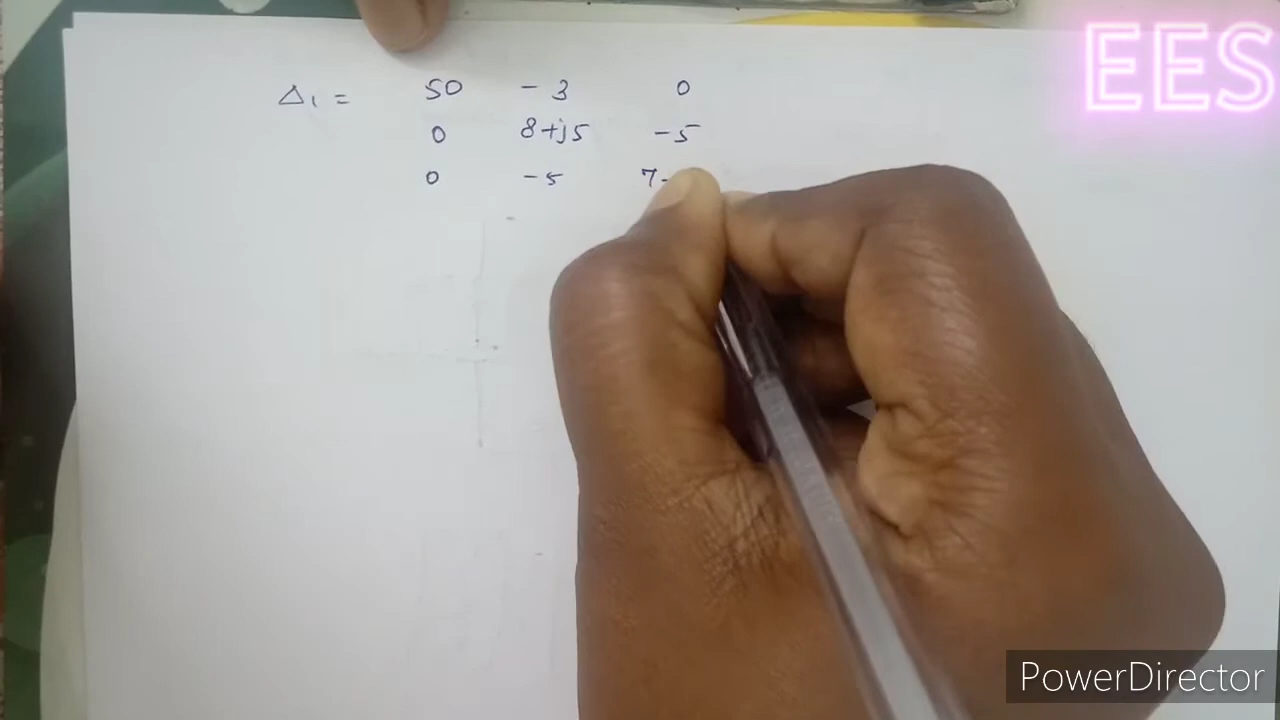 EES
Δ₁ = 50 -3 0
0 8+j5 -5
0 -5 7-
PowerDirector